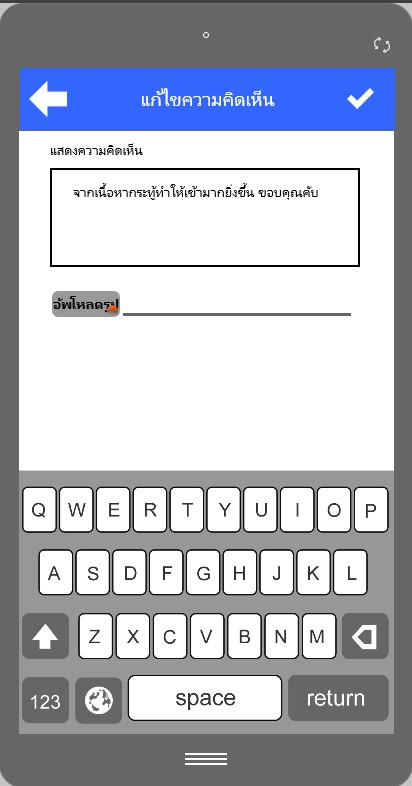 แก้ไขความคิดเห็น
แสดงความคิดเห็น
จากเนื้อหากระทู้ทำให้เข้ามากยิ่งขึ้น ขอบคุณคับ
อัพโหลดรูป
Q W E R T Y U I O P
A S D F G H J K L
Z X C V B N M
123 space return